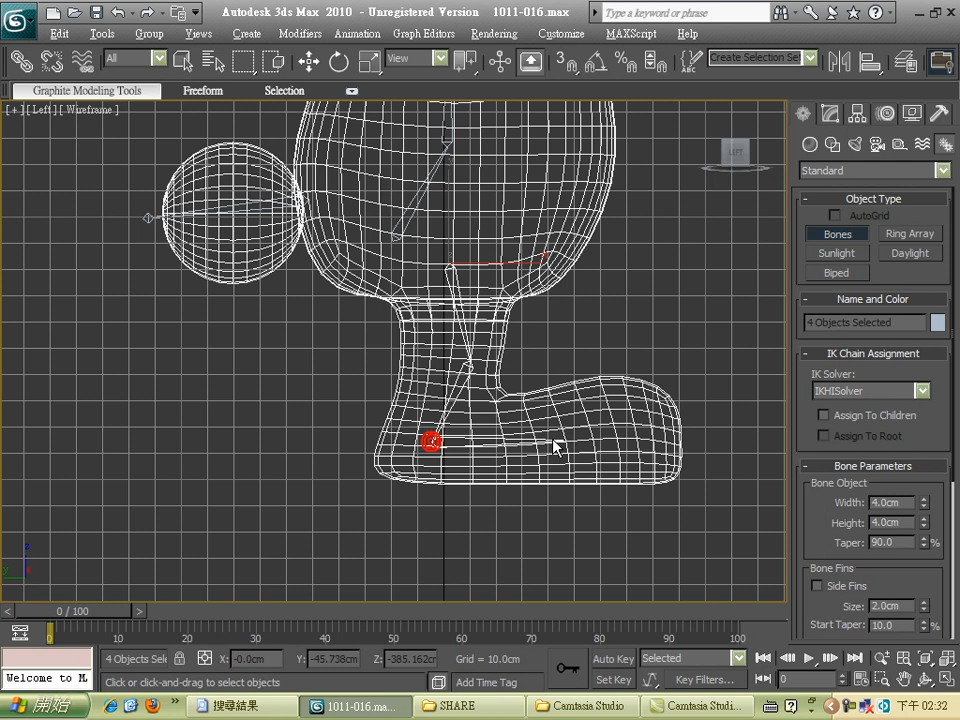 Autodesk 3ds Max 2010 - Unregistered Version 1011-016.max
Type a keyword or phrase
Edit Tools Group Views Create Modifiers Animation Graph Editors Rendering Customize MAXScript Help
All View 3 Create Selection Se
Graphite Modeling Tools Freeform Selection
[+][Left][Wireframe]
LEFT
Standard
Object Type
AutoGrid
Bones Ring Array
Sunlight Daylight
Biped
Name and Color
4 Objects Selected
IK Chain Assignment
IK Solver:
IKHISolver
Assign To Children
Assign To Root
Bone Parameters
Bone Object
Width: 4.0cm
Height: 4.0cm
Taper: 90.0 %
Bone Fins
Side Fins
Size: 2.0cm
Start Taper: 10.0 %
z
y
x
0 / 100
0 10 20 30 40 50 60 70 80 90 100
4 Objects Sel X: -0.0cm Y: -45.738cm Z: -385.162cr Grid = 10.0cm Auto Key Selected
Welcome to M Click or click-and-drag to select objects Add Time Tag Set Key Key Filters... 0
開始 搜尋結果 1011-016.ma... SHARE Camtasia Studio Camtasia Studi... 下午 02:32